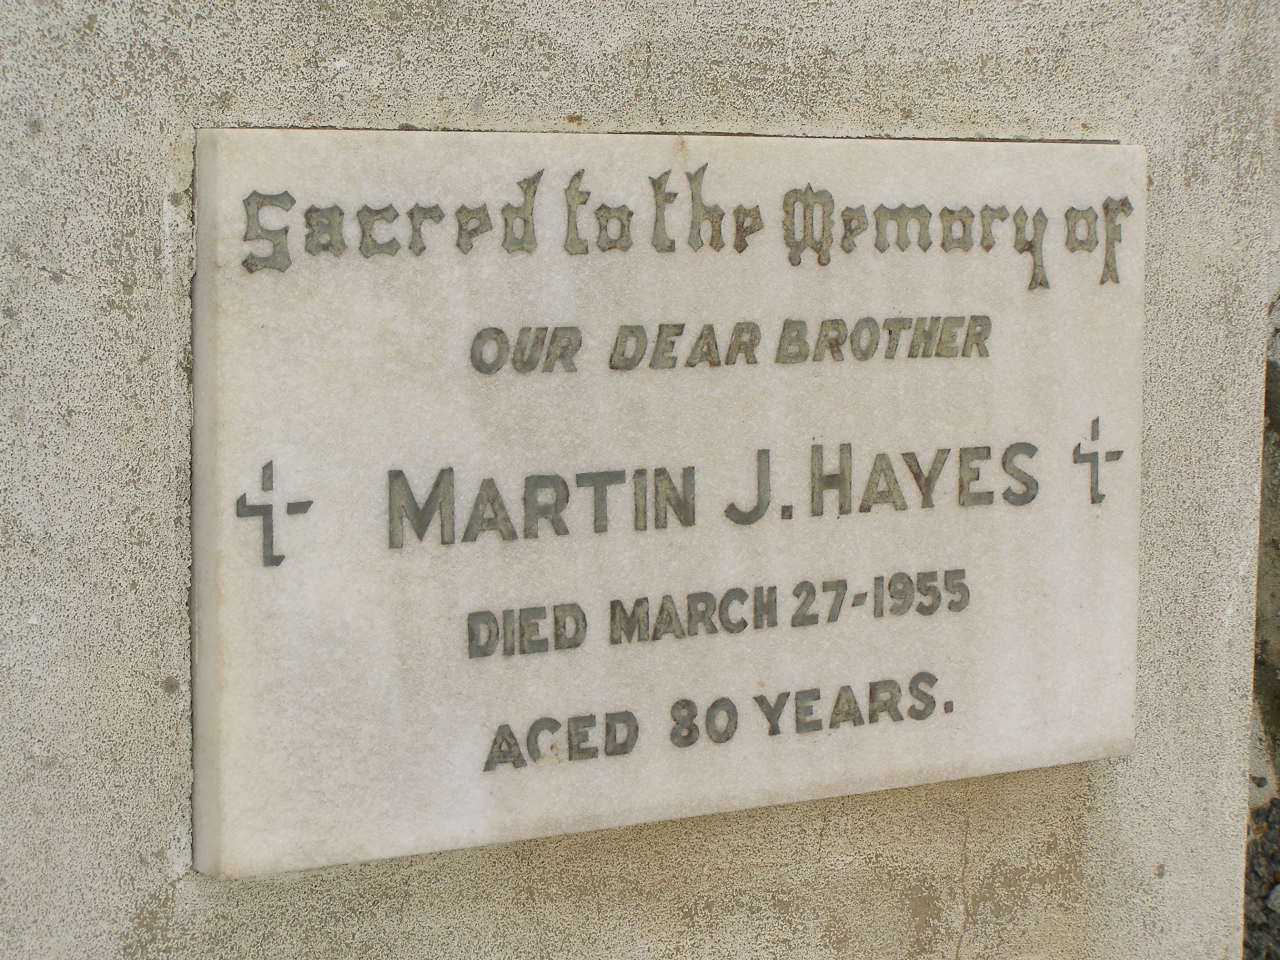 Sacred to the Memory of
OUR DEAR BROTHER
MARTIN J. HAYES
DIED MARCH 27-1955
AGED 80 YEARS.